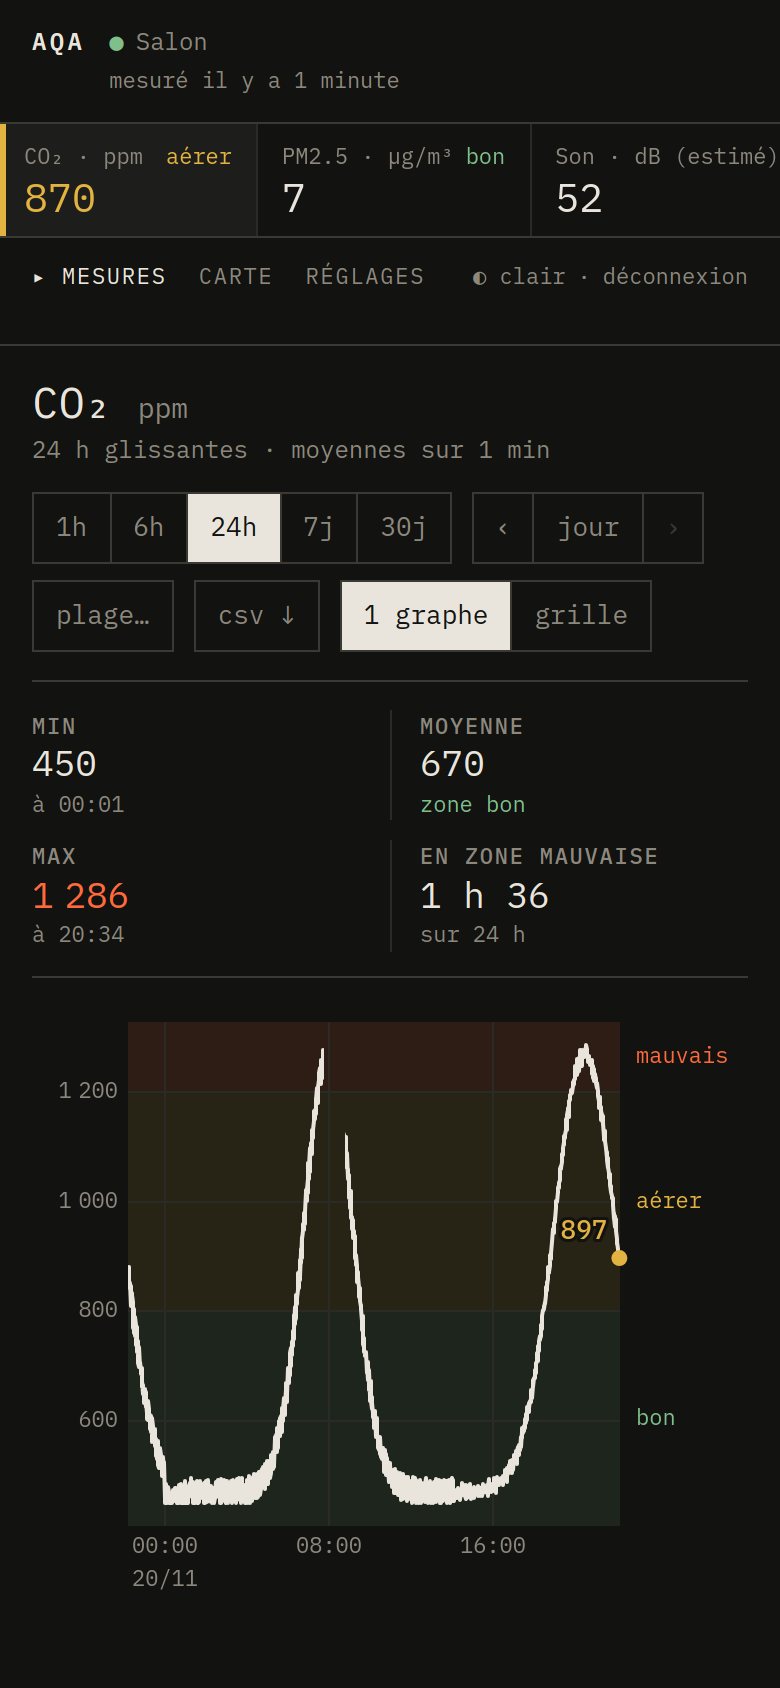 AQA ● Salon
mesuré il y a 1 minute
CO₂ · ppm aérer
870
PM2.5 · µg/m³ bon
7
Son · dB (estimé)
52
▸ MESURES CARTE RÉGLAGES ◐ clair · déconnexion
CO₂ ppm
24 h glissantes · moyennes sur 1 min
1h 6h 24h 7j 30j ‹ jour ›
plage… csv ↓ 1 graphe grille
MIN
450
à 00:01
MOYENNE
670
zone bon
MAX
1 286
à 20:34
EN ZONE MAUVAISE
1 h 36
sur 24 h
mauvais
1 200
1 000
aérer
897
800
600
bon
00:00 08:00 16:00
20/11